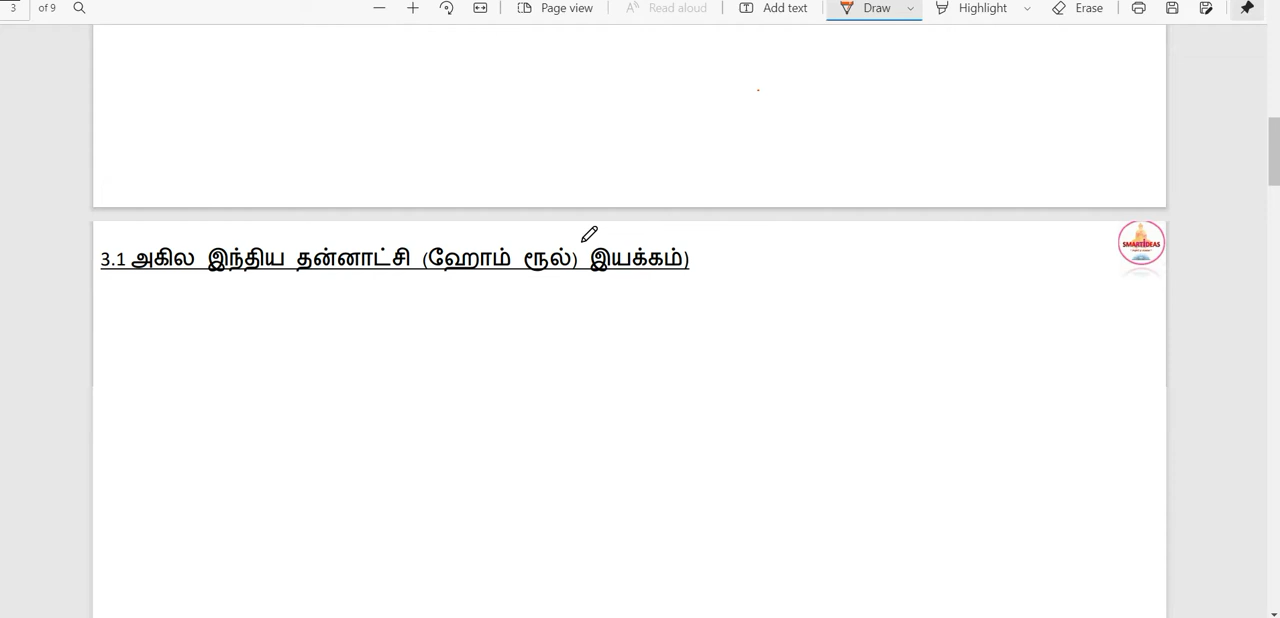 3 of 9 Page view Read aloud Add text Draw Highlight Erase
3.1 அகில இந்திய தன்னாட்சி (ஹோம் ரூல்) இயக்கம்)
SMARTIDEAS